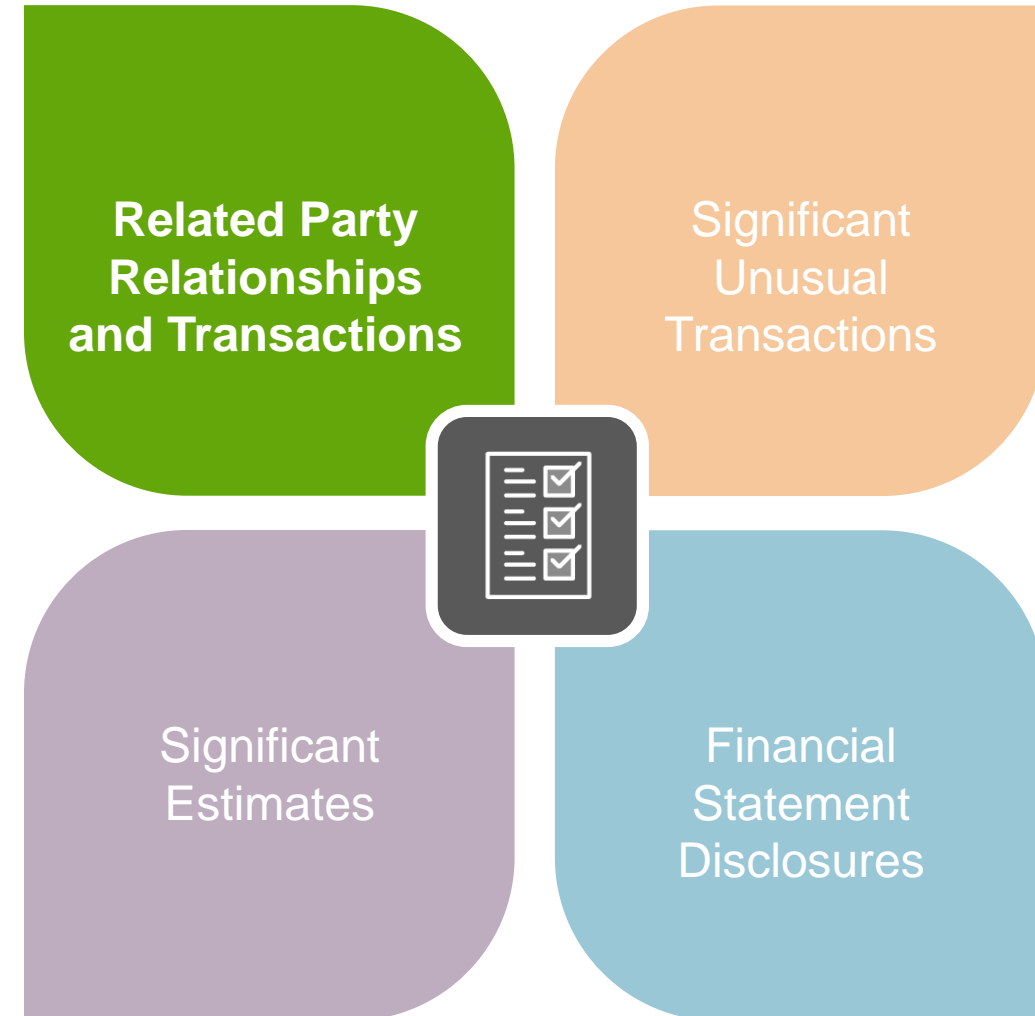 Related Party
Relationships
and Transactions
Significant
Unusual
Transactions
Significant
Estimates
Financial
Statement
Disclosures